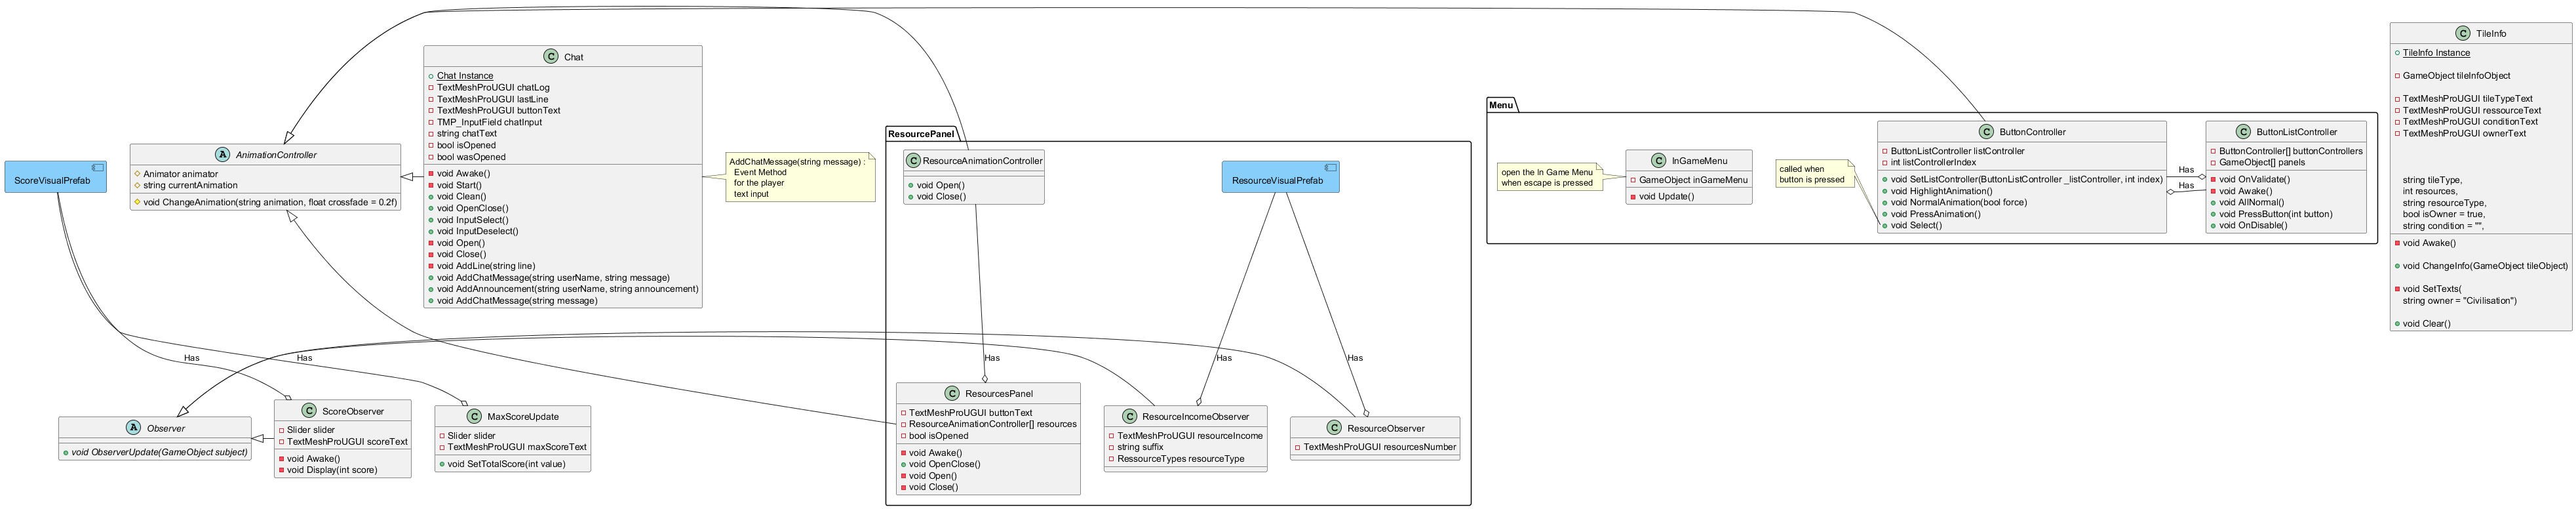 ScoreVisualPrefab
A AnimationController
Animator animator
string currentAnimation
void ChangeAnimation(string animation, float crossfade = 0.2f)
C Chat
Chat Instance
TextMeshProUGUI chatLog
TextMeshProUGUI lastLine
TextMeshProUGUI buttonText
TMP_InputField chatInput
string chatText
bool isOpened
bool wasOpened
void Awake()
void Start()
void Clean()
void OpenClose()
void InputSelect()
void InputDeselect()
void Open()
void Close()
void AddLine(string line)
void AddChatMessage(string userName, string message)
void AddAnnouncement(string userName, string announcement)
void AddChatMessage(string message)
AddChatMessage(string message) :
Event Method
for the player
text input
ResourcePanel
C ResourceAnimationController
void Open()
void Close()
ResourceVisualPrefab
Has
Has
Has
C ResourcesPanel
TextMeshProUGUI buttonText
ResourceAnimationController[] resources
bool isOpened
void Awake()
void OpenClose()
void Open()
void Close()
C ResourceIncomeObserver
TextMeshProUGUI resourceIncome
string suffix
RessourceTypes resourceType
C ResourceObserver
TextMeshProUGUI resourcesNumber
Has
Has
A Observer
void ObserverUpdate(GameObject subject)
C ScoreObserver
Slider slider
TextMeshProUGUI scoreText
void Awake()
void Display(int score)
C MaxScoreUpdate
Slider slider
TextMeshProUGUI maxScoreText
void SetTotalScore(int value)
Menu
open the In Game Menu
when escape is pressed
C InGameMenu
GameObject inGameMenu
void Update()
called when
button is pressed
C ButtonController
ButtonListController listController
int listControllerIndex
void SetListController(ButtonListController _listController, int index)
void HighlightAnimation()
void NormalAnimation(bool force)
void PressAnimation()
void Select()
Has
Has
C ButtonListController
ButtonController[] buttonControllers
GameObject[] panels
void OnValidate()
void Awake()
void AllNormal()
void PressButton(int button)
void OnDisable()
C TileInfo
TileInfo Instance
GameObject tileInfoObject
TextMeshProUGUI tileTypeText
TextMeshProUGUI ressourceText
TextMeshProUGUI conditionText
TextMeshProUGUI ownerText
string tileType,
int resources,
string resourceType,
bool isOwner = true,
string condition = "",
void Awake()
void ChangeInfo(GameObject tileObject)
void SetTexts(
string owner = "Civilisation")
void Clear()